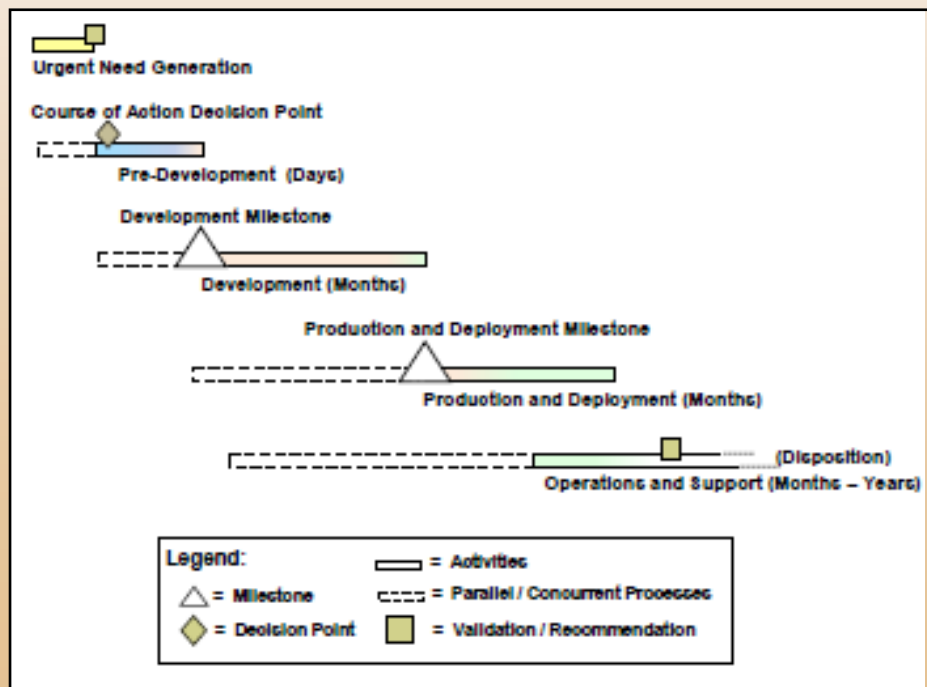 Urgent Need Generation
Course of Action Decision Point
Pre-Development (Days)
Development Milestone
Development (Months)
Production and Deployment Milestone
Production and Deployment (Months)
(Disposition)
Operations and Support (Months – Years)
Legend:
= Activities
= Milestone
= Parallel / Concurrent Processes
= Decision Point
= Validation / Recommendation